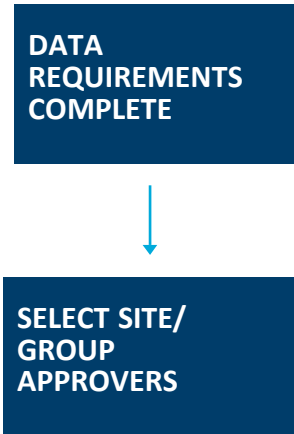 DATA
REQUIREMENTS
COMPLETE
SELECT SITE/
GROUP
APPROVERS